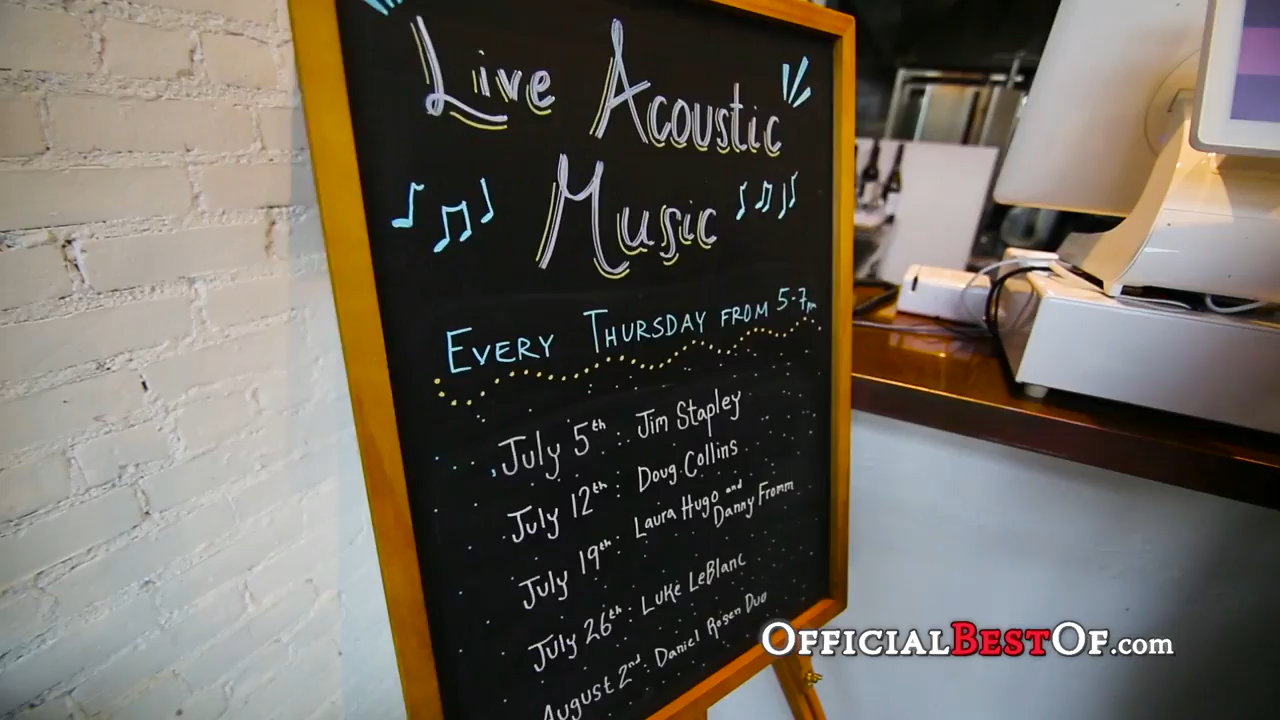 Live Acoustic
Music
EVERY THURSDAY FROM 5-7pm
July 5th: Jim Stapley
July 12th: Doug Collins
July 19th: Laura Hugo and
Danny Fromm
July 26th: Luke LeBlanc
August 2nd: Daniel Rosen Duo
OFFICIALBESTOF.com